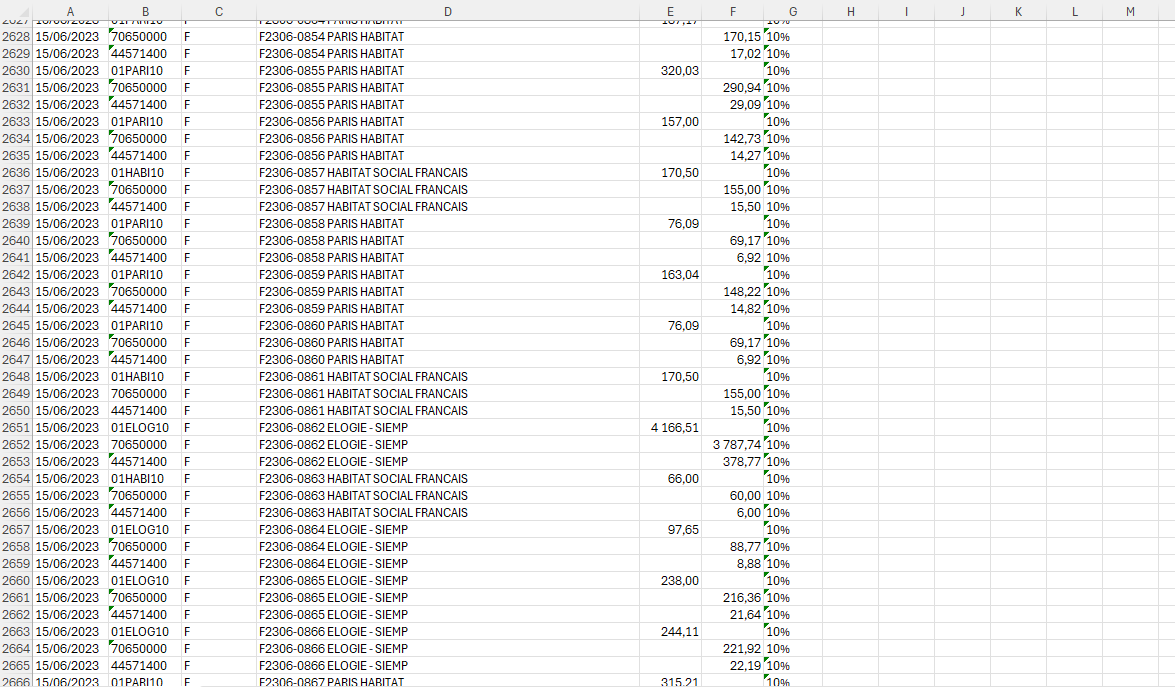 A B C D E F G H I J K L M
2627 15/06/2023 01PARI10 F F2306-0854 PARIS HABITAT 187,17 10%
2628 15/06/2023 70650000 F F2306-0854 PARIS HABITAT 170,15 10%
2629 15/06/2023 44571400 F F2306-0854 PARIS HABITAT 17,02 10%
2630 15/06/2023 01PARI10 F F2306-0855 PARIS HABITAT 320,03 10%
2631 15/06/2023 70650000 F F2306-0855 PARIS HABITAT 290,94 10%
2632 15/06/2023 44571400 F F2306-0855 PARIS HABITAT 29,09 10%
2633 15/06/2023 01PARI10 F F2306-0856 PARIS HABITAT 157,00 10%
2634 15/06/2023 70650000 F F2306-0856 PARIS HABITAT 142,73 10%
2635 15/06/2023 44571400 F F2306-0856 PARIS HABITAT 14,27 10%
2636 15/06/2023 01HABI10 F F2306-0857 HABITAT SOCIAL FRANCAIS 170,50 10%
2637 15/06/2023 70650000 F F2306-0857 HABITAT SOCIAL FRANCAIS 155,00 10%
2638 15/06/2023 44571400 F F2306-0857 HABITAT SOCIAL FRANCAIS 15,50 10%
2639 15/06/2023 01PARI10 F F2306-0858 PARIS HABITAT 76,09 10%
2640 15/06/2023 70650000 F F2306-0858 PARIS HABITAT 69,17 10%
2641 15/06/2023 44571400 F F2306-0858 PARIS HABITAT 6,92 10%
2642 15/06/2023 01PARI10 F F2306-0859 PARIS HABITAT 163,04 10%
2643 15/06/2023 70650000 F F2306-0859 PARIS HABITAT 148,22 10%
2644 15/06/2023 44571400 F F2306-0859 PARIS HABITAT 14,82 10%
2645 15/06/2023 01PARI10 F F2306-0860 PARIS HABITAT 76,09 10%
2646 15/06/2023 70650000 F F2306-0860 PARIS HABITAT 69,17 10%
2647 15/06/2023 44571400 F F2306-0860 PARIS HABITAT 6,92 10%
2648 15/06/2023 01HABI10 F F2306-0861 HABITAT SOCIAL FRANCAIS 170,50 10%
2649 15/06/2023 70650000 F F2306-0861 HABITAT SOCIAL FRANCAIS 155,00 10%
2650 15/06/2023 44571400 F F2306-0861 HABITAT SOCIAL FRANCAIS 15,50 10%
2651 15/06/2023 01ELOG10 F F2306-0862 ELOGIE - SIEMP 4 166,51 10%
2652 15/06/2023 70650000 F F2306-0862 ELOGIE - SIEMP 3 787,74 10%
2653 15/06/2023 44571400 F F2306-0862 ELOGIE - SIEMP 378,77 10%
2654 15/06/2023 01HABI10 F F2306-0863 HABITAT SOCIAL FRANCAIS 66,00 10%
2655 15/06/2023 70650000 F F2306-0863 HABITAT SOCIAL FRANCAIS 60,00 10%
2656 15/06/2023 44571400 F F2306-0863 HABITAT SOCIAL FRANCAIS 6,00 10%
2657 15/06/2023 01ELOG10 F F2306-0864 ELOGIE - SIEMP 97,65 10%
2658 15/06/2023 70650000 F F2306-0864 ELOGIE - SIEMP 88,77 10%
2659 15/06/2023 44571400 F F2306-0864 ELOGIE - SIEMP 8,88 10%
2660 15/06/2023 01ELOG10 F F2306-0865 ELOGIE - SIEMP 238,00 10%
2661 15/06/2023 70650000 F F2306-0865 ELOGIE - SIEMP 216,36 10%
2662 15/06/2023 44571400 F F2306-0865 ELOGIE - SIEMP 21,64 10%
2663 15/06/2023 01ELOG10 F F2306-0866 ELOGIE - SIEMP 244,11 10%
2664 15/06/2023 70650000 F F2306-0866 ELOGIE - SIEMP 221,92 10%
2665 15/06/2023 44571400 F F2306-0866 ELOGIE - SIEMP 22,19 10%
2666 15/06/2023 01PARI10 F F2306-0867 PARIS HABITAT 315,21 10%